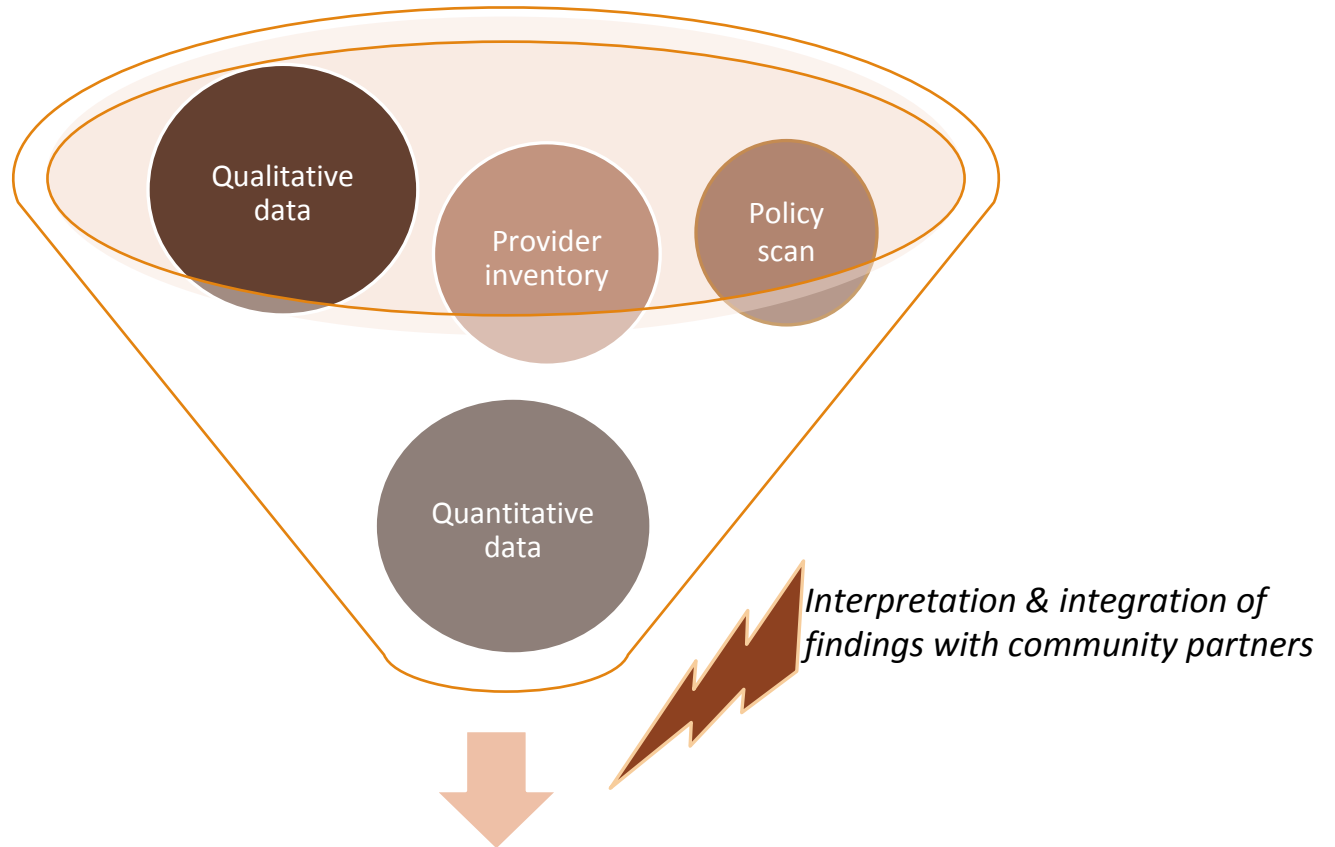 Qualitative
data
Provider
inventory
Policy
scan
Quantitative
data
Interpretation & integration of
findings with community partners